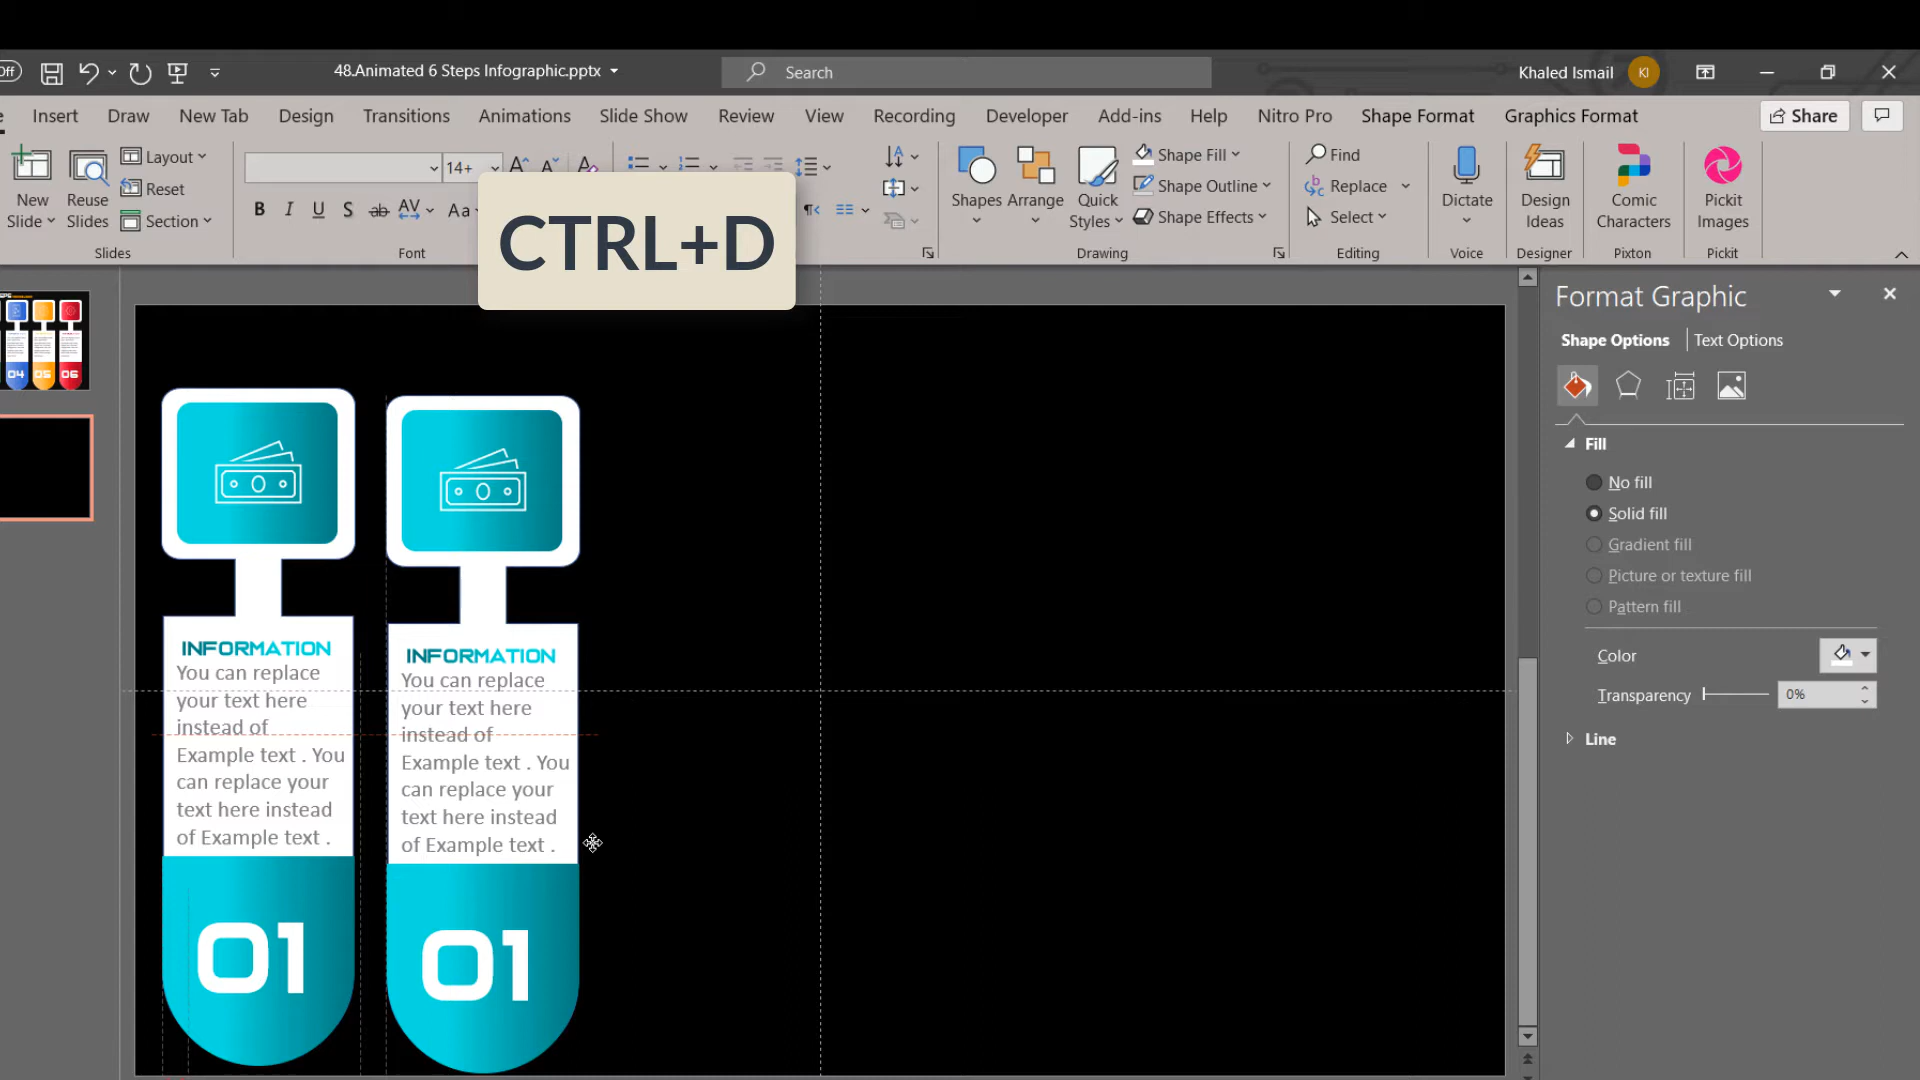 Off
48.Animated 6 Steps Infographic.pptx
Search
Khaled Ismail
KI
Insert
Draw
New Tab
Design
Transitions
Animations
Slide Show
Review
View
Recording
Developer
Add-ins
Help
Nitro Pro
Shape Format
Graphics Format
Share
New Slide
Reuse Slides
Layout
Reset
Section
Slides
14+
B I U S ab AV Aa
Font
CTRL+D
Shapes
Arrange
Quick Styles
Shape Fill
Shape Outline
Shape Effects
Drawing
Find
Replace
Select
Editing
Dictate
Voice
Design Ideas
Designer
Comic Characters
Pixton
Pickit Images
Pickit
04 05 06
INFORMATION
You can replace
your text here
instead of
Example text . You
can replace your
text here instead
of Example text .
01
INFORMATION
You can replace
your text here
instead of
Example text . You
can replace your
text here instead
of Example text .
01
Format Graphic
Shape Options
Text Options
Fill
No fill
Solid fill
Gradient fill
Picture or texture fill
Pattern fill
Color
Transparency
0%
Line